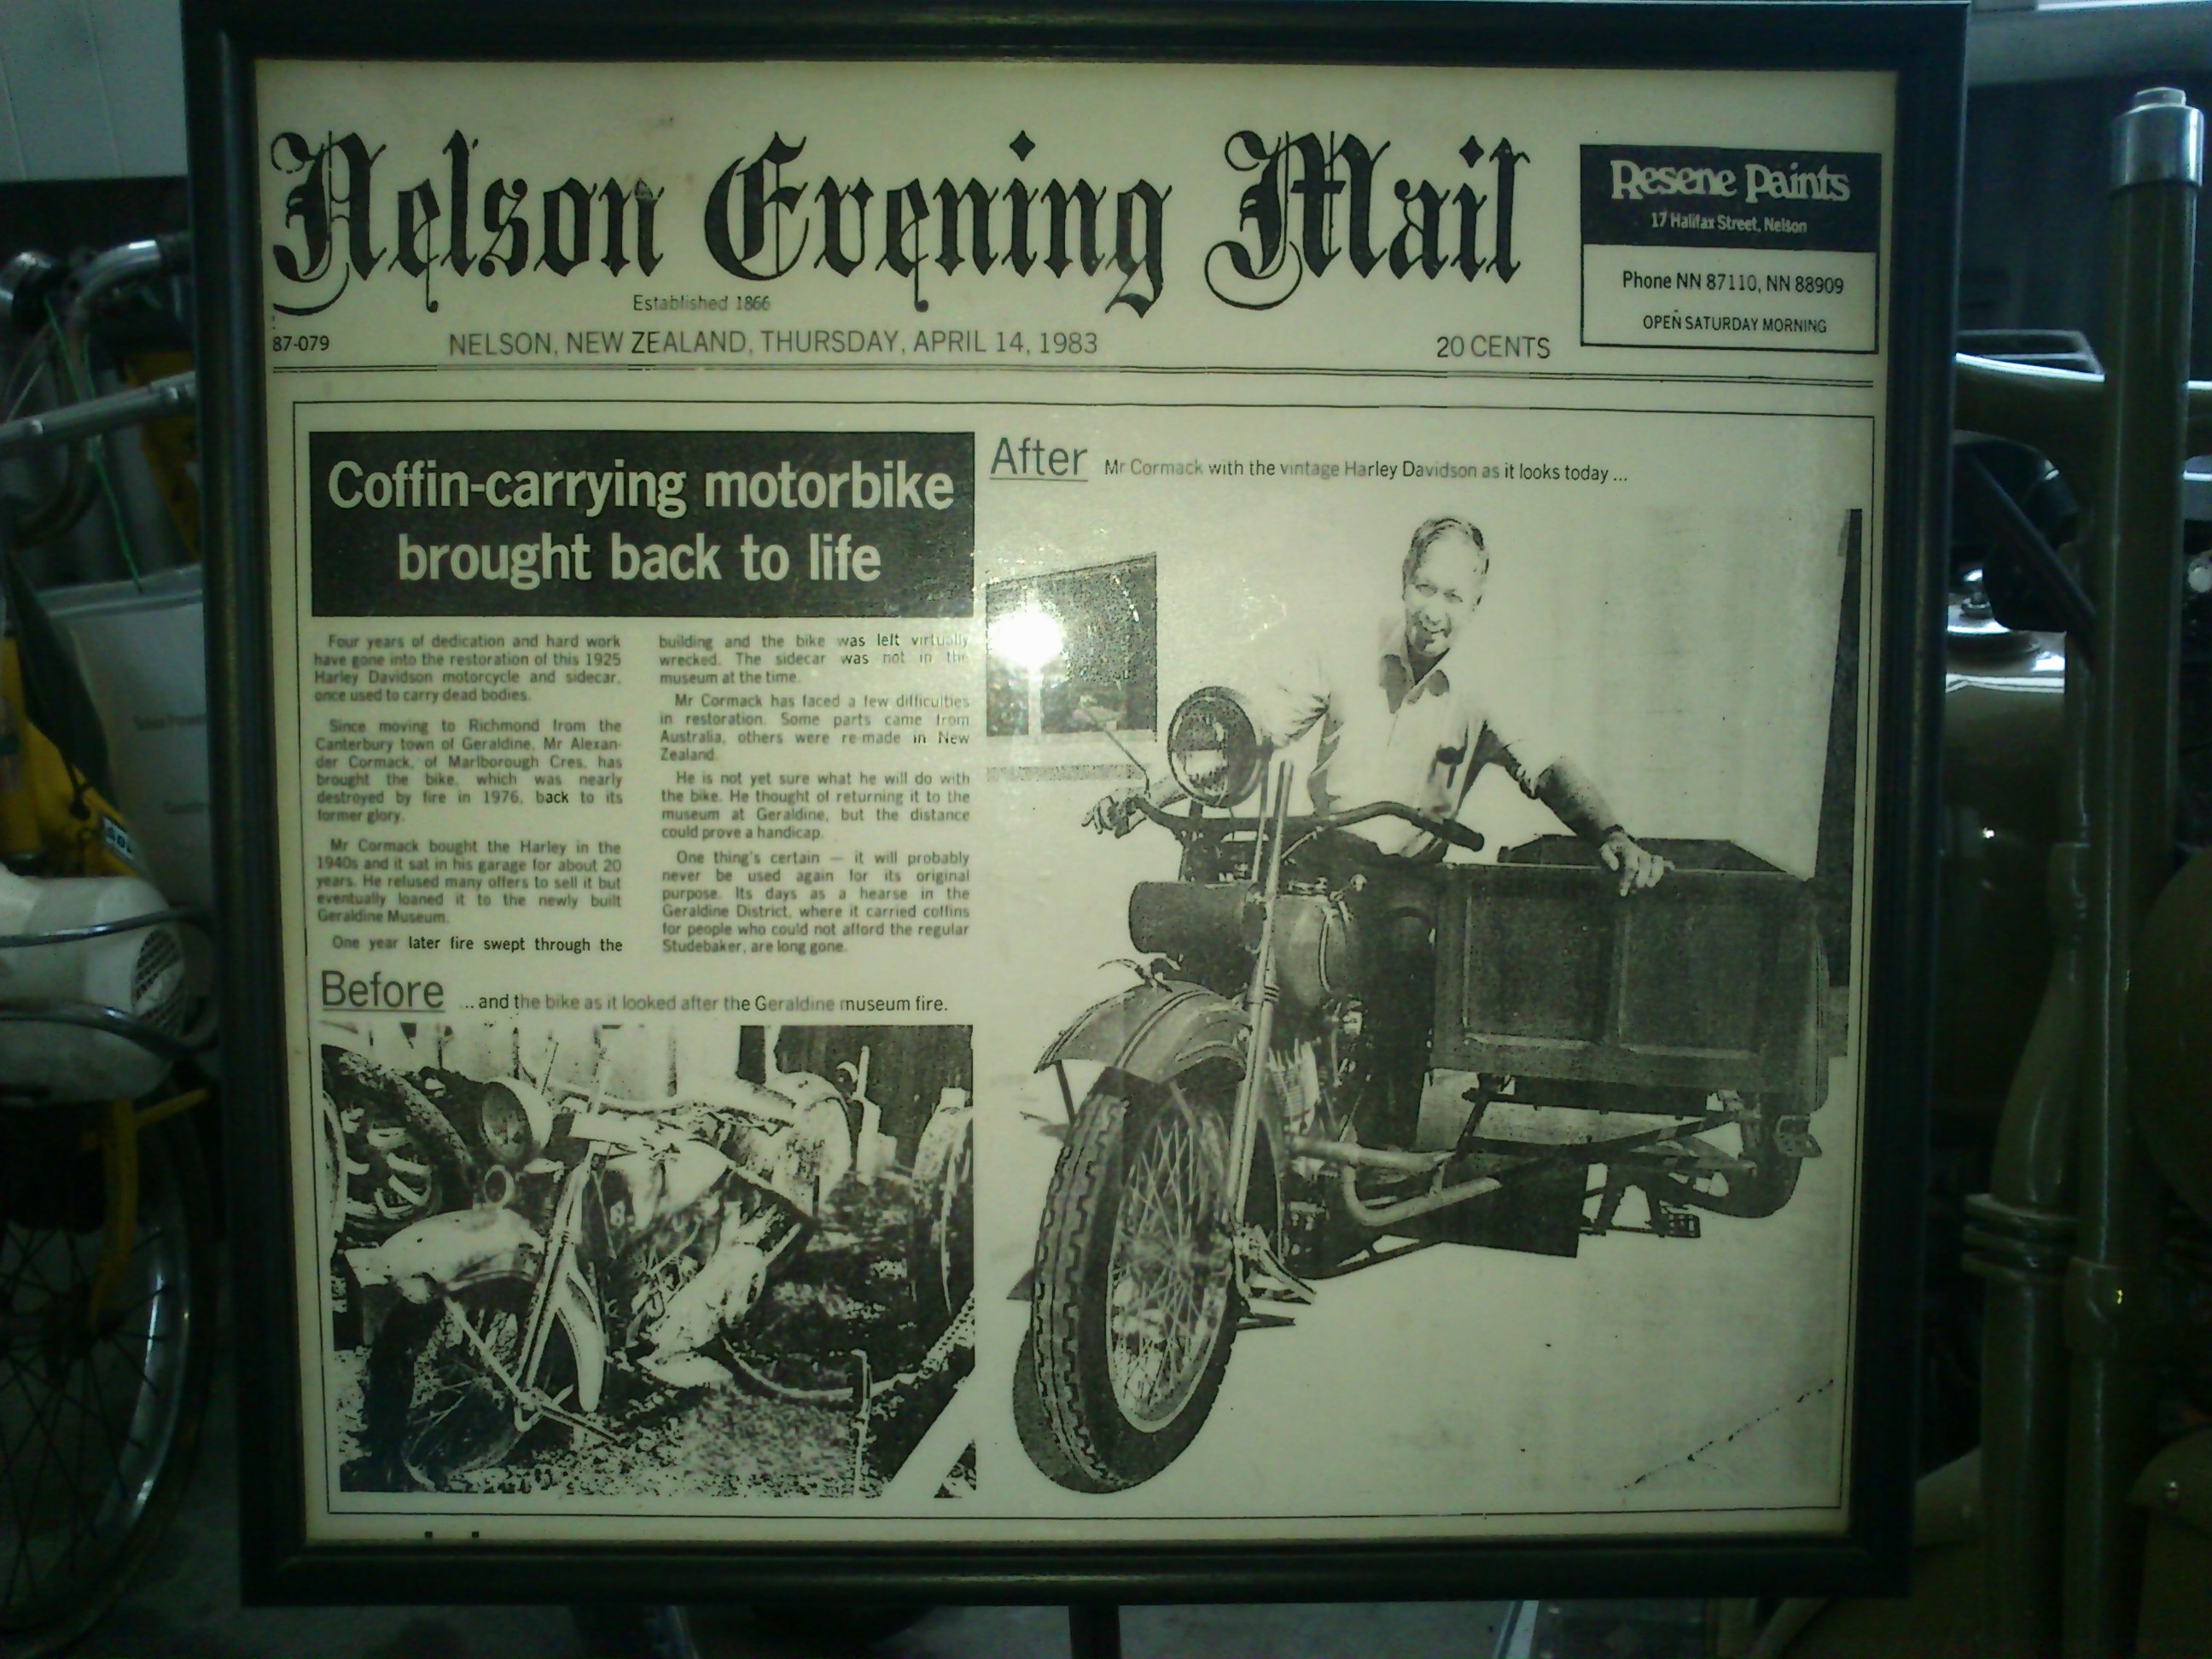 Nelson Evening Mail
Established 1866
87-079
NELSON, NEW ZEALAND, THURSDAY, APRIL 14, 1983
20 CENTS
Resene Paints
17 Halifax Street, Nelson
Phone NN 87110, NN 88909
OPEN SATURDAY MORNING
Coffin-carrying motorbike
brought back to life
Four years of dedication and hard work
have gone into the restoration of this 1925
Harley Davidson motorcycle and sidecar,
once used to carry dead bodies.
Since moving to Richmond from the
Canterbury town of Geraldine, Mr Alexan-
der Cormack, of Marlborough Cres, has
brought the bike, which was nearly
destroyed by fire in 1976, back to its
former glory.
Mr Cormack bought the Harley in the
1940s and it sat in his garage for about 20
years. He refused many offers to sell it but
eventually loaned it to the newly built
Geraldine Museum.
One year later fire swept through the
building and the bike was left virtually
wrecked. The sidecar was not in the
museum at the time.
Mr Cormack has faced a few difficulties
in restoration. Some parts came from
Australia, others were re-made in New
Zealand.
He is not yet sure what he will do with
the bike. He thought of returning it to the
museum at Geraldine, but the distance
could prove a handicap.
One thing's certain — it will probably
never be used again for its original
purpose. Its days as a hearse in the
Geraldine District, where it carried coffins
for people who could not afford the regular
Studebaker, are long gone.
After Mr Cormack with the vintage Harley Davidson as it looks today ...
Before ... and the bike as it looked after the Geraldine museum fire.